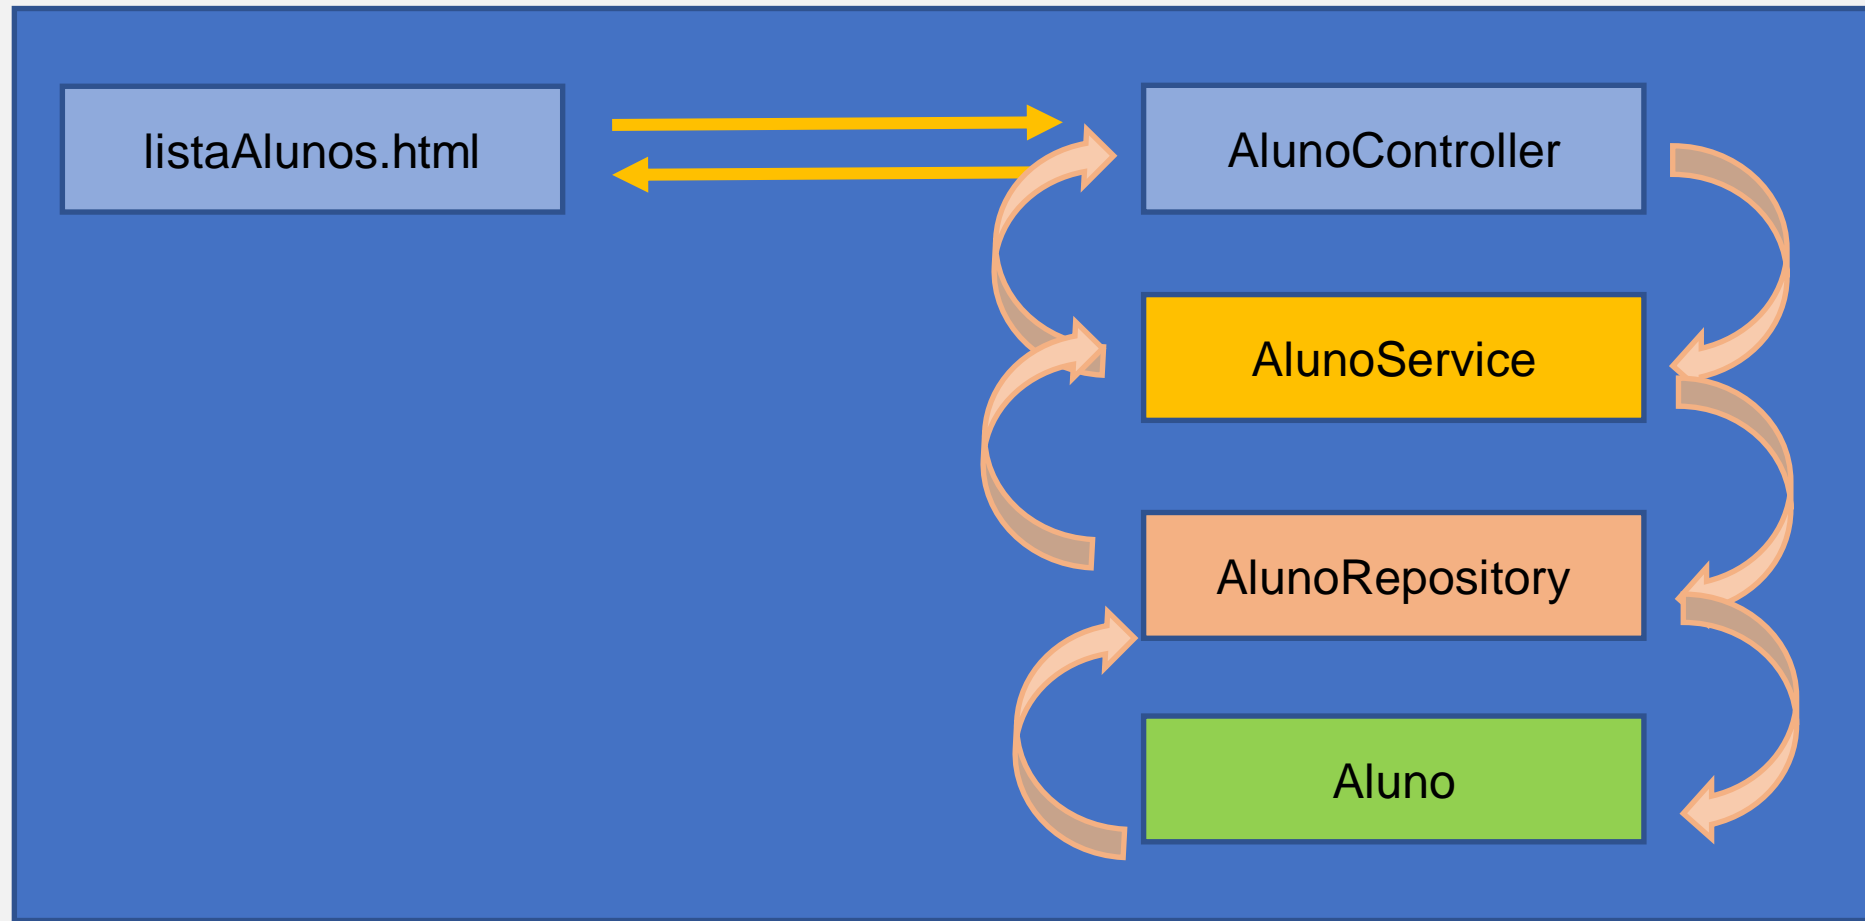 listaAlunos.html
AlunoController
AlunoService
AlunoRepository
Aluno